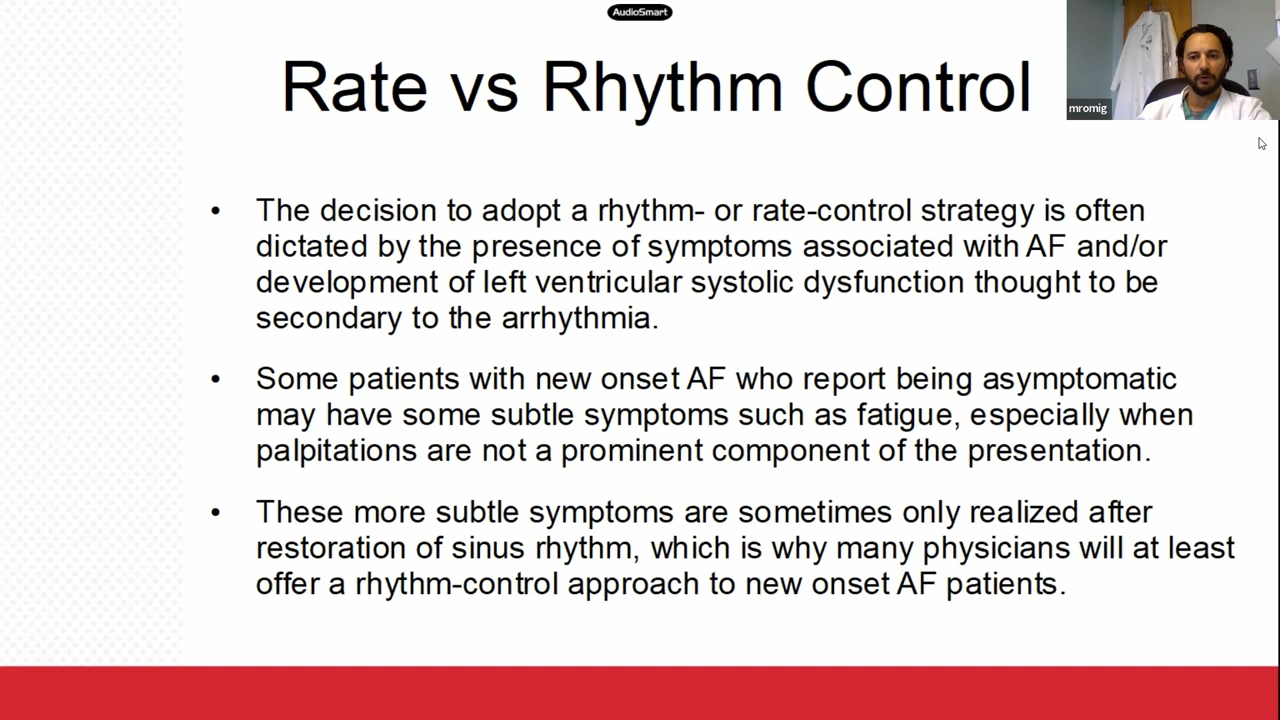 AudioSmart
Rate vs Rhythm Control
mromig
• The decision to adopt a rhythm- or rate-control strategy is often
dictated by the presence of symptoms associated with AF and/or
development of left ventricular systolic dysfunction thought to be
secondary to the arrhythmia.
• Some patients with new onset AF who report being asymptomatic
may have some subtle symptoms such as fatigue, especially when
palpitations are not a prominent component of the presentation.
• These more subtle symptoms are sometimes only realized after
restoration of sinus rhythm, which is why many physicians will at least
offer a rhythm-control approach to new onset AF patients.